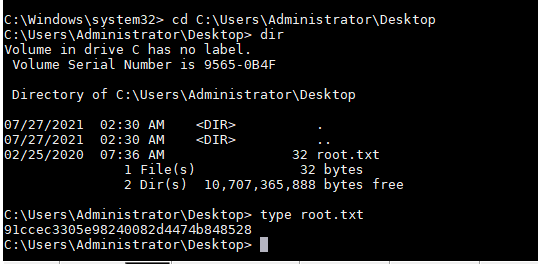 C:\Windows\system32> cd C:\Users\Administrator\Desktop
C:\Users\Administrator\Desktop> dir
Volume in drive C has no label.
 Volume Serial Number is 9565-0B4F

 Directory of C:\Users\Administrator\Desktop

07/27/2021  02:30 AM    <DIR>          .
07/27/2021  02:30 AM    <DIR>          ..
02/25/2020  07:36 AM                32 root.txt
               1 File(s)             32 bytes
               2 Dir(s)  10,707,365,888 bytes free

C:\Users\Administrator\Desktop> type root.txt
91ccec3305e98240082d4474b848528
C:\Users\Administrator\Desktop>